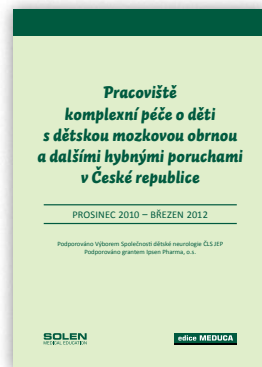 Pracoviště
komplexní péče o děti
s dětskou mozkovou obrnou
a dalšími hybnými poruchami
v České republice
PROSINEC 2010 – BŘEZEN 2012
Podporováno Výborem Společnosti dětské neurologie ČLS JEP
Podporováno grantem Ipsen Pharma, o.s.
SOLEN
MEDICAL EDUCATION
edice MEDUCA